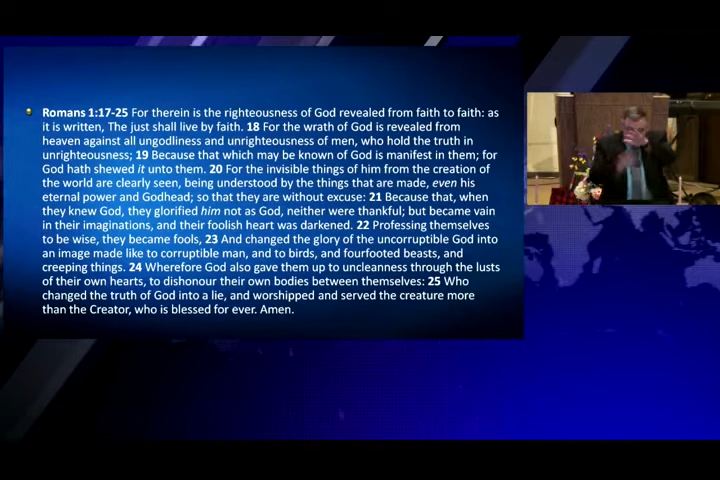 Romans 1:17-25 For therein is the righteousness of God revealed from faith to faith: as
it is written, The just shall live by faith. 18 For the wrath of God is revealed from
heaven against all ungodliness and unrighteousness of men, who hold the truth in
unrighteousness; 19 Because that which may be known of God is manifest in them; for
God hath shewed it unto them. 20 For the invisible things of him from the creation of
the world are clearly seen, being understood by the things that are made, even his
eternal power and Godhead; so that they are without excuse: 21 Because that, when
they knew God, they glorified him not as God, neither were thankful; but became vain
in their imaginations, and their foolish heart was darkened. 22 Professing themselves
to be wise, they became fools, 23 And changed the glory of the uncorruptible God into
an image made like to corruptible man, and to birds, and fourfooted beasts, and
creeping things. 24 Wherefore God also gave them up to uncleanness through the lusts
of their own hearts, to dishonour their own bodies between themselves: 25 Who
changed the truth of God into a lie, and worshipped and served the creature more
than the Creator, who is blessed for ever. Amen.